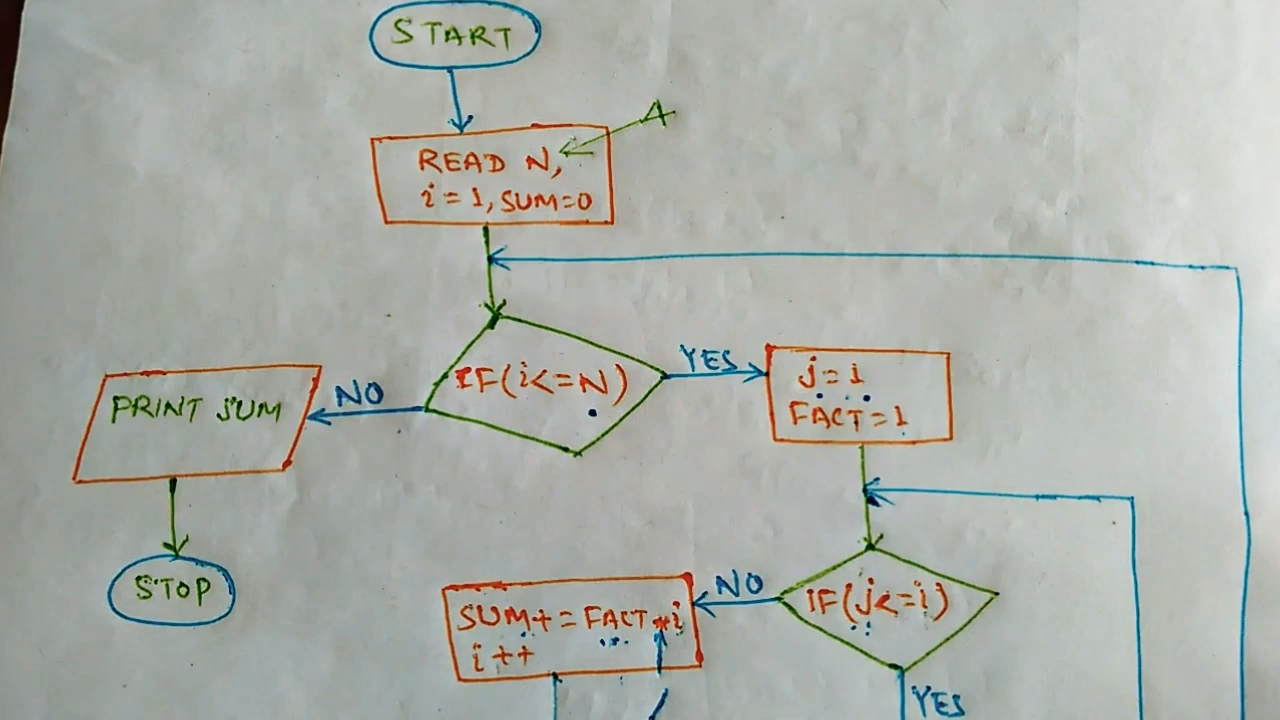 START
4
READ N,
i = 1, SUM=0
IF(i<=N)
YES
j = 1
FACT=1
NO
PRINT SUM
STOP
IF(j<=i)
NO
SUM+ = FACT*i
i ++
YES